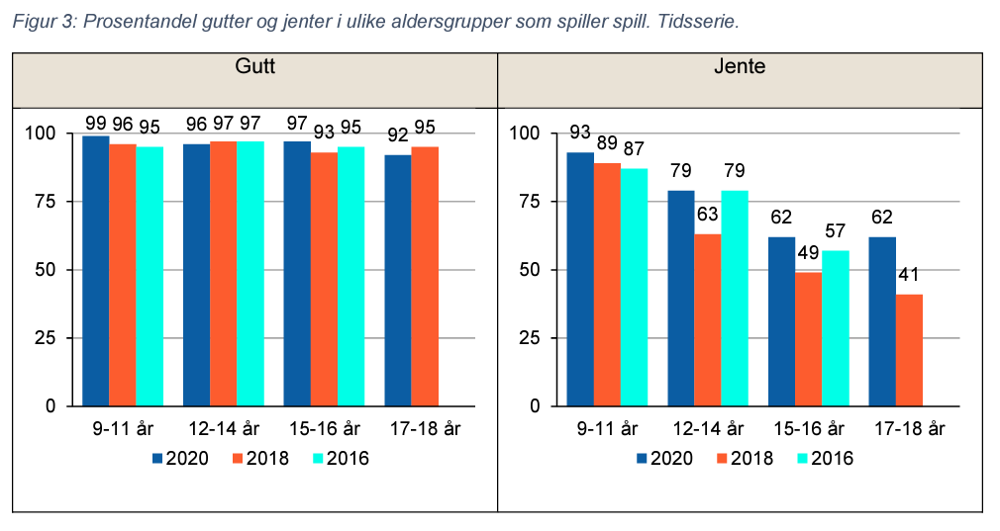 Figur 3: Prosentandel gutter og jenter i ulike aldersgrupper som spiller spill. Tidsserie.
Gutt
99 96 95 96 97 97 97 93 95 92 95
100
75
50
25
0
9-11 år 12-14 år 15-16 år 17-18 år
2020 2018 2016
Jente
93 89 87 79 63 79 62 49 57 62 41
100
75
50
25
0
9-11 år 12-14 år 15-16 år 17-18 år
2020 2018 2016